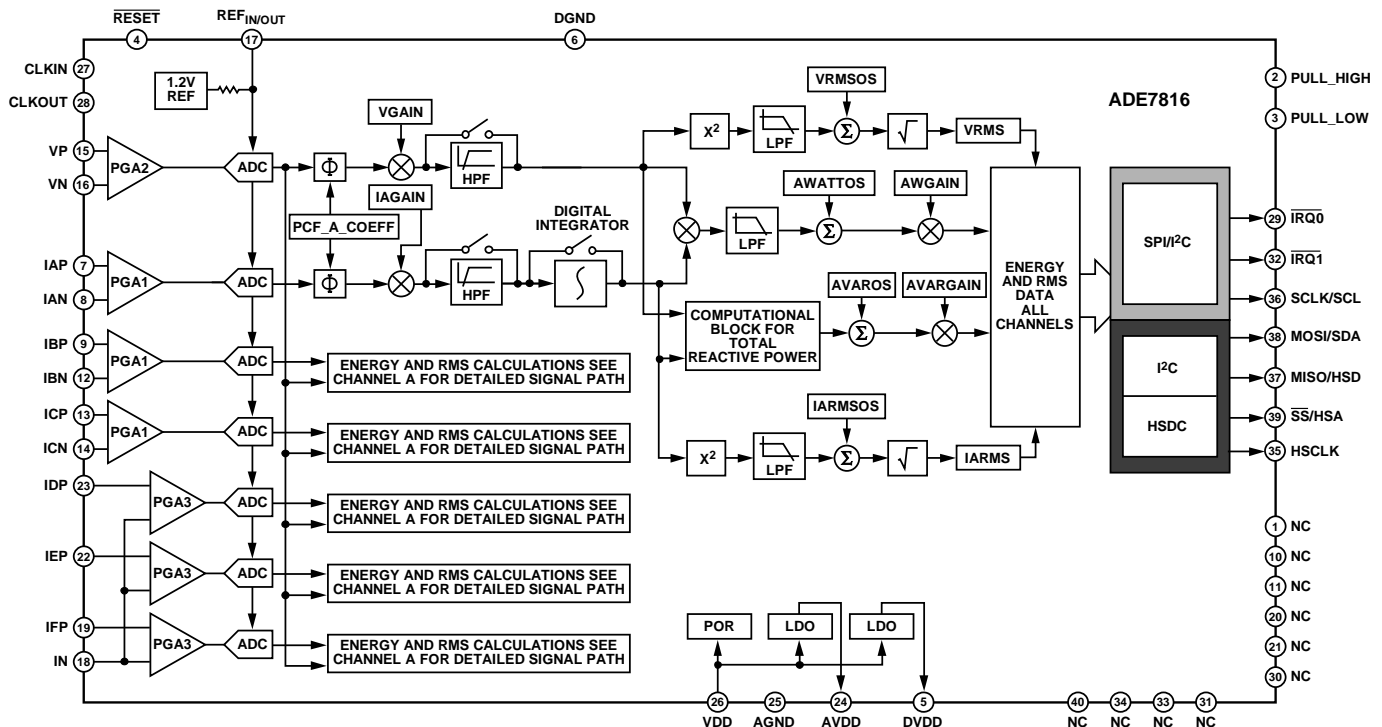 RESET
REF IN/OUT
DGND
4
17
6
CLKIN 27
CLKOUT 28
1.2V
REF
VP 15
VN 16
PGA2
ADC
VGAIN
Φ
HPF
IAGAIN
PCF_A_COEFF
DIGITAL
INTEGRATOR
IAP 7
IAN 8
PGA1
ADC
Φ
HPF
∫
VRMSOS
X²
LPF
Σ
√
VRMS
AWATTOS
AWGAIN
LPF
Σ
AVAROS
AVARGAIN
COMPUTATIONAL
BLOCK FOR
TOTAL
REACTIVE POWER
Σ
IARMSOS
X²
LPF
Σ
√
IARMS
ENERGY
AND RMS
DATA
ALL
CHANNELS
ADE7816
2 PULL_HIGH
3 PULL_LOW
SPI/I²C
I²C
HSDC
29 IRQ0
32 IRQ1
36 SCLK/SCL
38 MOSI/SDA
37 MISO/HSD
39 SS/HSA
35 HSCLK
IBP 9
IBN 12
PGA1
ADC
ENERGY AND RMS CALCULATIONS SEE
CHANNEL A FOR DETAILED SIGNAL PATH
ICP 13
ICN 14
PGA1
ADC
ENERGY AND RMS CALCULATIONS SEE
CHANNEL A FOR DETAILED SIGNAL PATH
IDP 23
PGA3
ADC
ENERGY AND RMS CALCULATIONS SEE
CHANNEL A FOR DETAILED SIGNAL PATH
IEP 22
PGA3
ADC
ENERGY AND RMS CALCULATIONS SEE
CHANNEL A FOR DETAILED SIGNAL PATH
IFP 19
IN 18
PGA3
ADC
ENERGY AND RMS CALCULATIONS SEE
CHANNEL A FOR DETAILED SIGNAL PATH
POR
LDO
LDO
1 NC
10 NC
11 NC
20 NC
21 NC
30 NC
26
25
24
5
40
34
33
31
VDD
AGND
AVDD
DVDD
NC
NC
NC
NC